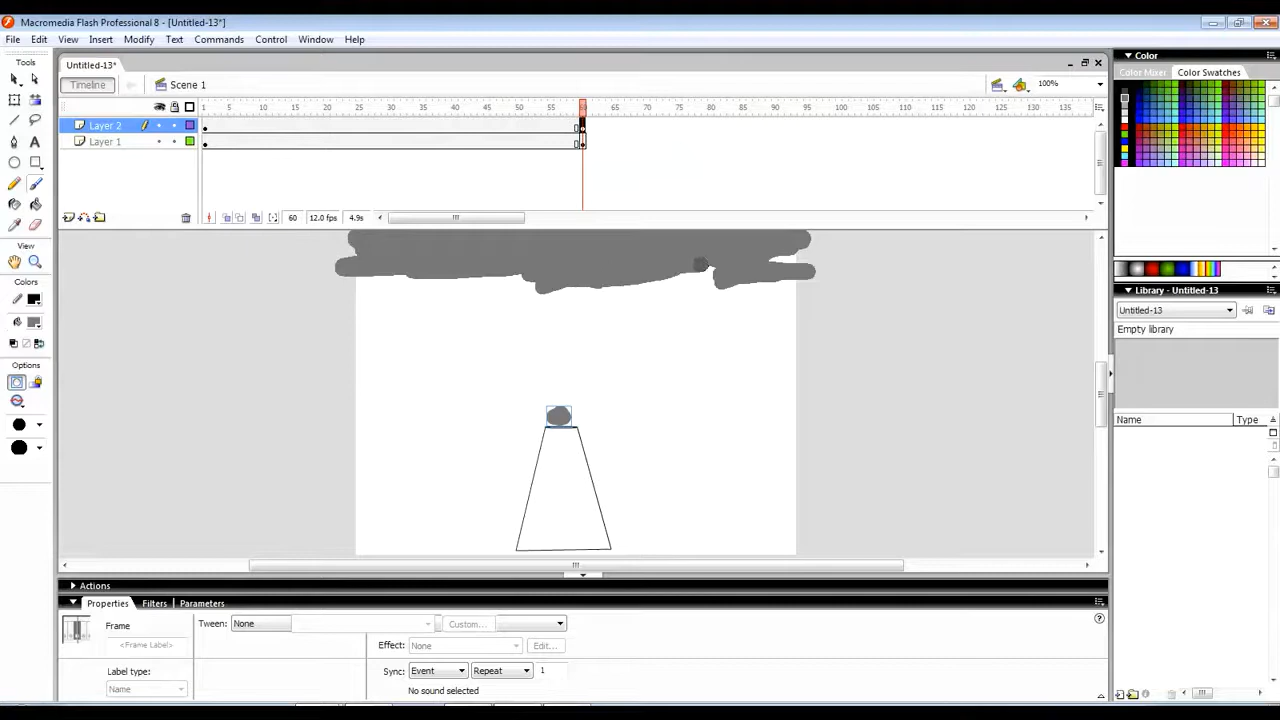 Macromedia Flash Professional 8 - [Untitled-13*]
File Edit View Insert Modify Text Commands Control Window Help
Tools
Untitled-13*
Timeline
Scene 1
100%
1 5 10 15 20 25 30 35 40 45 50 55 60 65 70 75 80 85 90 95 100 105 110 115 120 125 130 135
Layer 2
Layer 1
60 12.0 fps 4.9s
View
Colors
Options
Color
Color Mixer Color Swatches
Library - Untitled-13
Untitled-13
Empty library
Name Type
Actions
Properties Filters Parameters
Frame
<Frame Label>
Label type:
Name
Tween: None
Custom...
Effect: None Edit...
Sync: Event Repeat 1
No sound selected